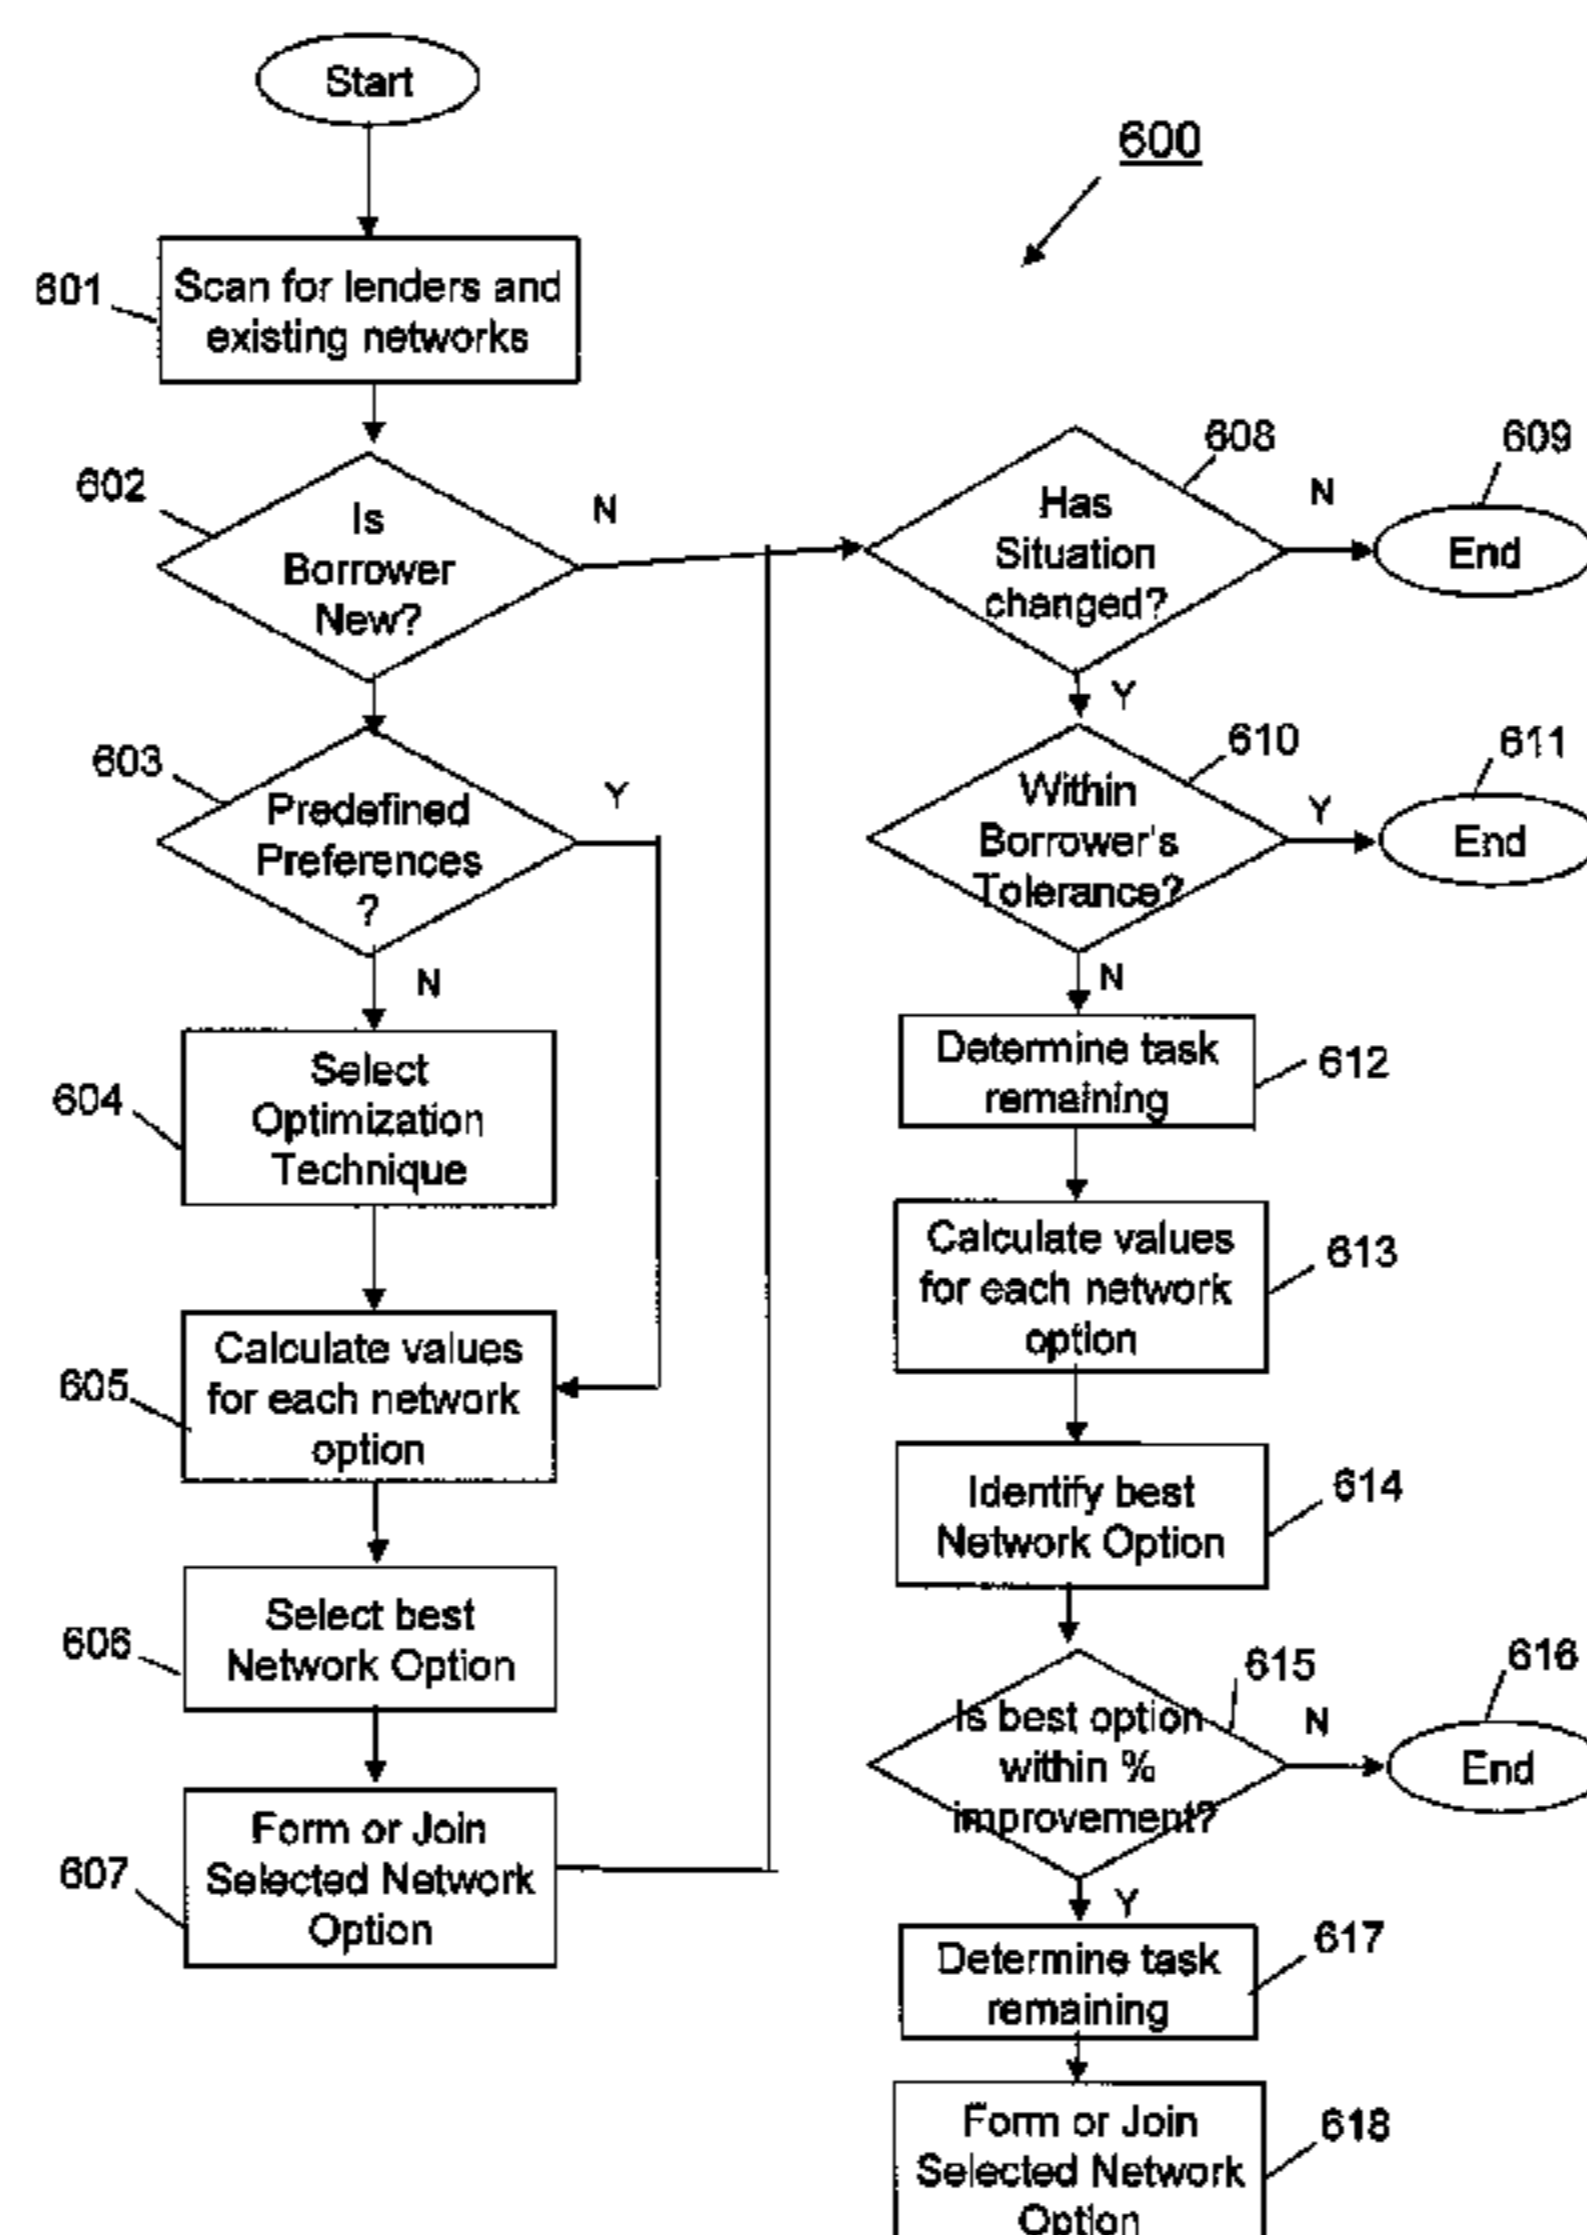 Start
600
601
Scan for lenders and
existing networks
602
Is
Borrower
New?
N
603
Predefined
Preferences
?
Y
N
604
Select
Optimization
Technique
605
Calculate values
for each network
option
606
Select best
Network Option
607
Form or Join
Selected Network
Option
608
Has
Situation
changed?
N
609
End
Y
610
Within
Borrower's
Tolerance?
Y
611
End
N
Determine task
remaining
612
Calculate values
for each network
option
613
Identify best
Network Option
614
615
Is best option
within %
improvement?
N
616
End
Y
Determine task
remaining
617
Form or Join
Selected Network
Option
618